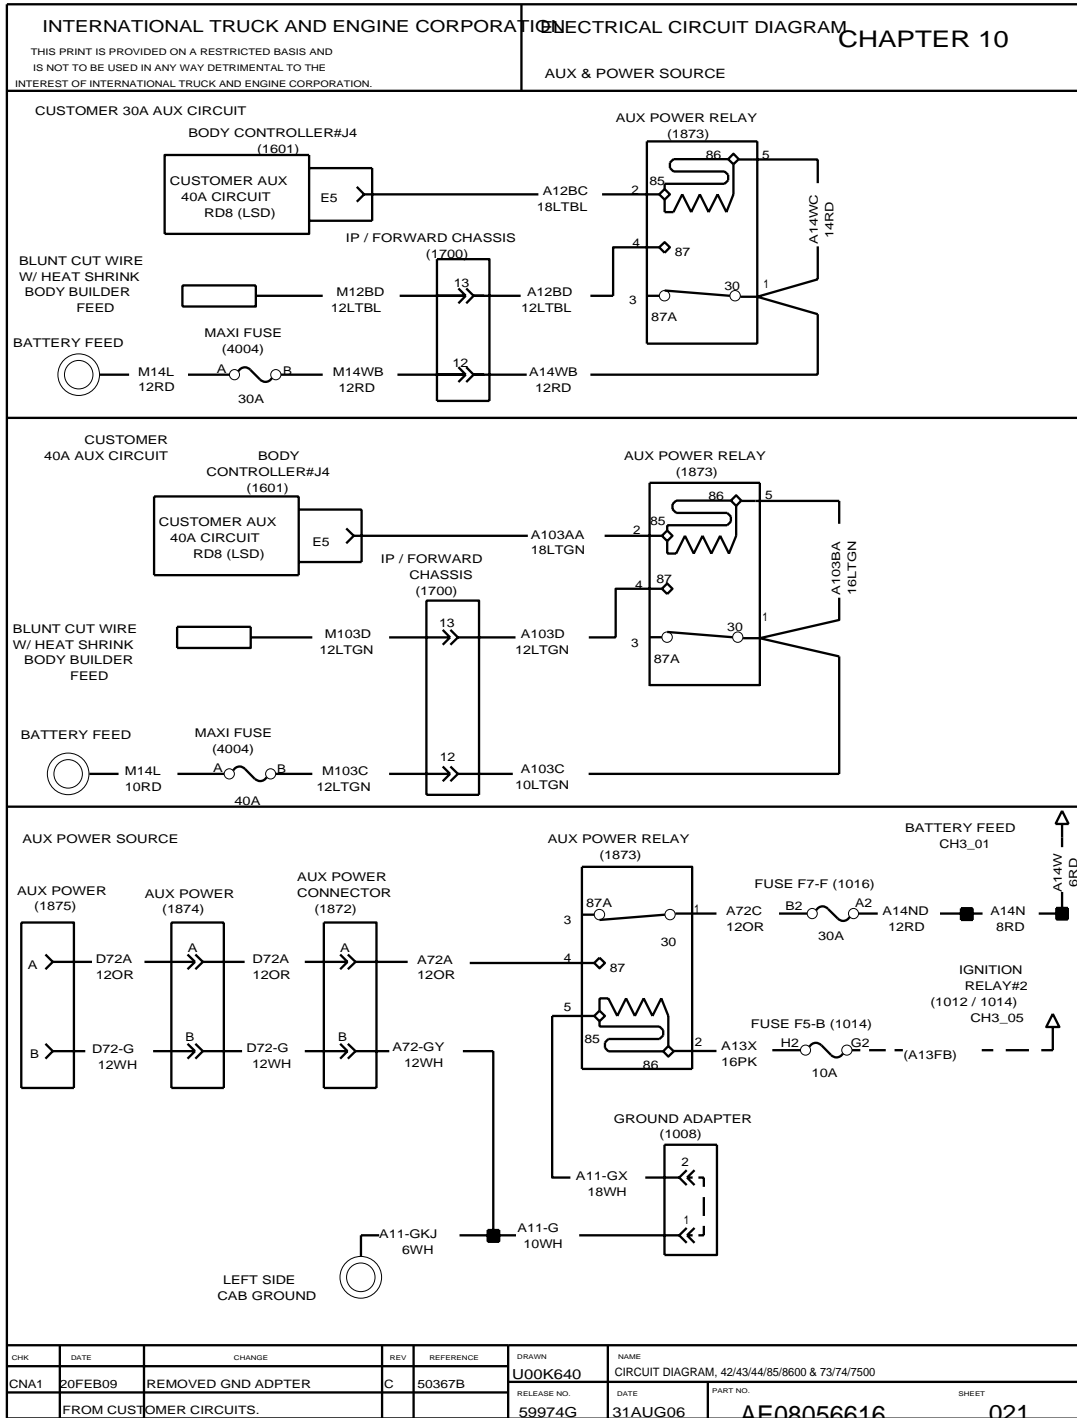 INTERNATIONAL TRUCK AND ENGINE CORPORATION
THIS PRINT IS PROVIDED ON A RESTRICTED BASIS AND
IS NOT TO BE USED IN ANY WAY DETRIMENTAL TO THE
INTEREST OF INTERNATIONAL TRUCK AND ENGINE CORPORATION.
ELECTRICAL CIRCUIT DIAGRAM
CHAPTER 10
AUX & POWER SOURCE
CUSTOMER 30A AUX CIRCUIT
BODY CONTROLLER#J4
(1601)
CUSTOMER AUX
40A CIRCUIT
RD8 (LSD)
E5
A12BC
18LTBL
AUX POWER RELAY
(1873)
86
5
85
2
4
87
3
87A
30
1
A14WC
14RD
IP / FORWARD CHASSIS
(1700)
BLUNT CUT WIRE
W/ HEAT SHRINK
BODY BUILDER
FEED
M12BD
12LTBL
13
A12BD
12LTBL
BATTERY FEED
M14L
12RD
MAXI FUSE
(4004)
A
B
30A
M14WB
12RD
12
A14WB
12RD
CUSTOMER
40A AUX CIRCUIT
BODY
CONTROLLER#J4
(1601)
CUSTOMER AUX
40A CIRCUIT
RD8 (LSD)
E5
A103AA
18LTGN
AUX POWER RELAY
(1873)
86
5
85
2
4
87
3
87A
30
1
A103BA
16LTGN
IP / FORWARD
CHASSIS
(1700)
BLUNT CUT WIRE
W/ HEAT SHRINK
BODY BUILDER
FEED
M103D
12LTGN
13
A103D
12LTGN
BATTERY FEED
M14L
10RD
MAXI FUSE
(4004)
A
B
40A
M103C
12LTGN
12
A103C
10LTGN
AUX POWER SOURCE
AUX POWER
(1875)
A
B
D72A
12OR
D72-G
12WH
AUX POWER
(1874)
A
B
D72A
12OR
D72-G
12WH
AUX POWER
CONNECTOR
(1872)
A
B
A72A
12OR
A72-GY
12WH
AUX POWER RELAY
(1873)
87A
3
1
30
4
87
5
85
86
2
A72C
12OR
FUSE F7-F (1016)
B2
A2
30A
A14ND
12RD
A14N
8RD
BATTERY FEED
CH3_01
A14W
6RD
IGNITION
RELAY#2
(1012 / 1014)
CH3_05
A13X
16PK
FUSE F5-B (1014)
H2
G2
10A
(A13FB)
GROUND ADAPTER
(1008)
2
1
A11-GX
18WH
A11-GKJ
6WH
A11-G
10WH
LEFT SIDE
CAB GROUND
CHK DATE CHANGE REV REFERENCE
CNA1 20FEB09 REMOVED GND ADPTER C 50367B
FROM CUSTOMER CIRCUITS.
DRAWN
U00K640
NAME
CIRCUIT DIAGRAM, 42/43/44/85/8600 & 73/74/7500
RELEASE NO.
59974G
DATE
31AUG06
PART NO.
AE08056616
SHEET
021